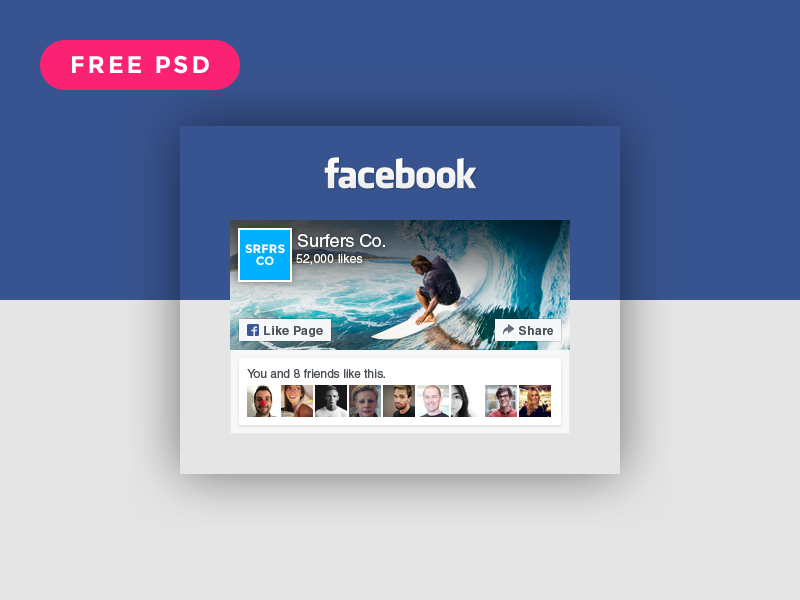 FREE PSD
facebook
SRFRS
CO
Surfers Co.
52,000 likes
Like Page
Share
You and 8 friends like this.